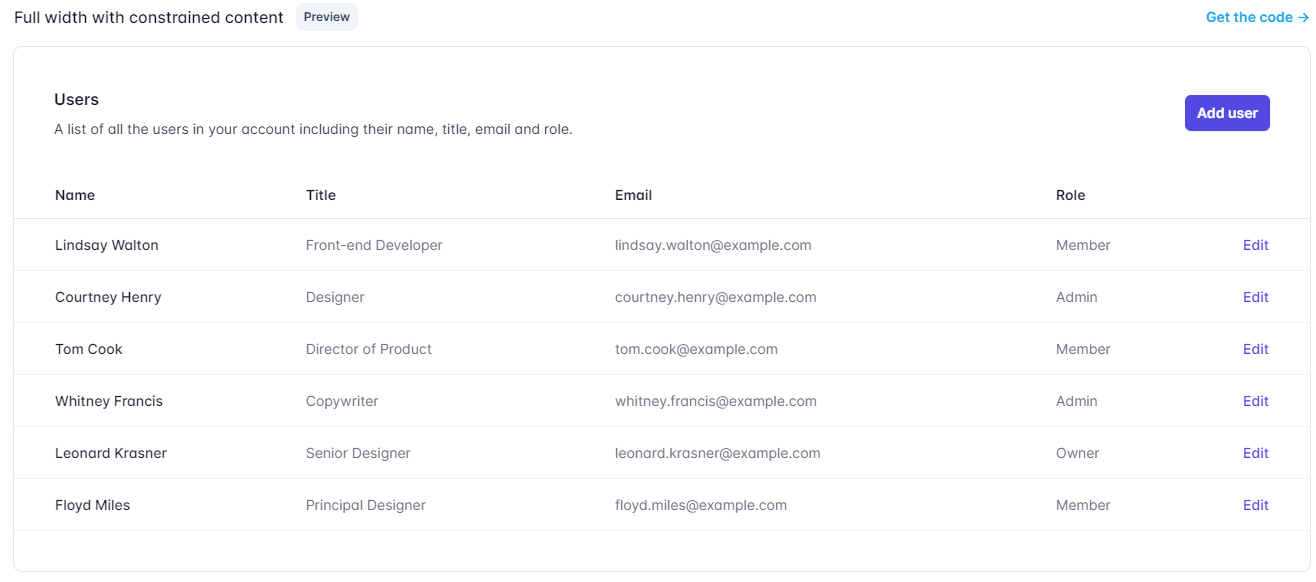 Full width with constrained content Preview Get the code →
Users
A list of all the users in your account including their name, title, email and role.
Add user
Name Title Email Role
Lindsay Walton Front-end Developer lindsay.walton@example.com Member Edit
Courtney Henry Designer courtney.henry@example.com Admin Edit
Tom Cook Director of Product tom.cook@example.com Member Edit
Whitney Francis Copywriter whitney.francis@example.com Admin Edit
Leonard Krasner Senior Designer leonard.krasner@example.com Owner Edit
Floyd Miles Principal Designer floyd.miles@example.com Member Edit